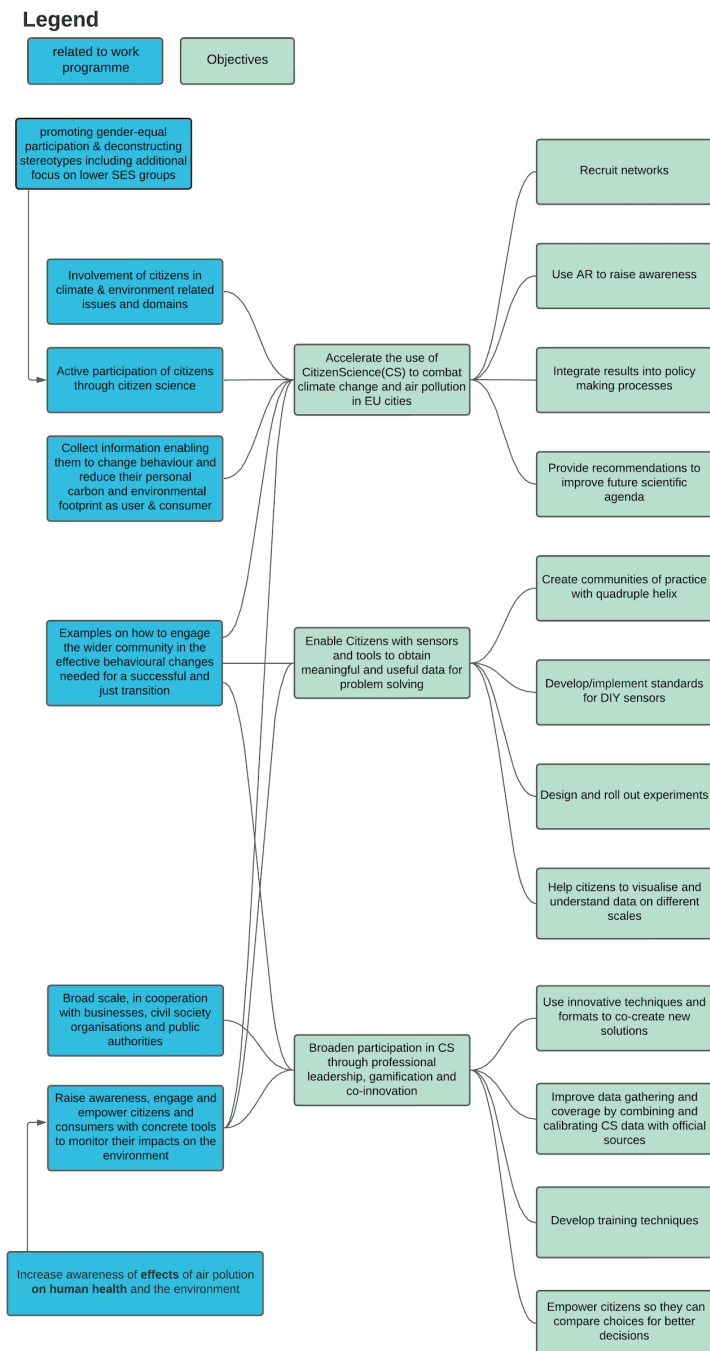 Legend
related to work
programme
Objectives
promoting gender-equal
participation & deconstructing
stereotypes including additional
focus on lower SES groups
Involvement of citizens in
climate & environment related
issues and domains
Active participation of citizens
through citizen science
Collect information enabling
them to change behaviour and
reduce their personal
carbon and environmental
footprint as user & consumer
Examples on how to engage
the wider community in the
effective behavioural changes
needed for a successful and
just transition
Broad scale, in cooperation
with businesses, civil society
organisations and public
authorities
Raise awareness, engage and
empower citizens and
consumers with concrete tools
to monitor their impacts on the
environment
Increase awareness of effects of air polution
on human health and the environment
Accelerate the use of
CitizenScience(CS) to combat
climate change and air pollution
in EU cities
Enable Citizens with sensors
and tools to obtain
meaningful and useful data for
problem solving
Broaden participation in CS
through professional
leadership, gamification and
co-innovation
Recruit networks
Use AR to raise awareness
Integrate results into policy
making processes
Provide recommendations to
improve future scientific
agenda
Create communities of practice
with quadruple helix
Develop/implement standards
for DIY sensors
Design and roll out experiments
Help citizens to visualise and
understand data on different
scales
Use innovative techniques and
formats to co-create new
solutions
Improve data gathering and
coverage by combining and
calibrating CS data with official
sources
Develop training techniques
Empower citizens so they can
compare choices for better
decisions